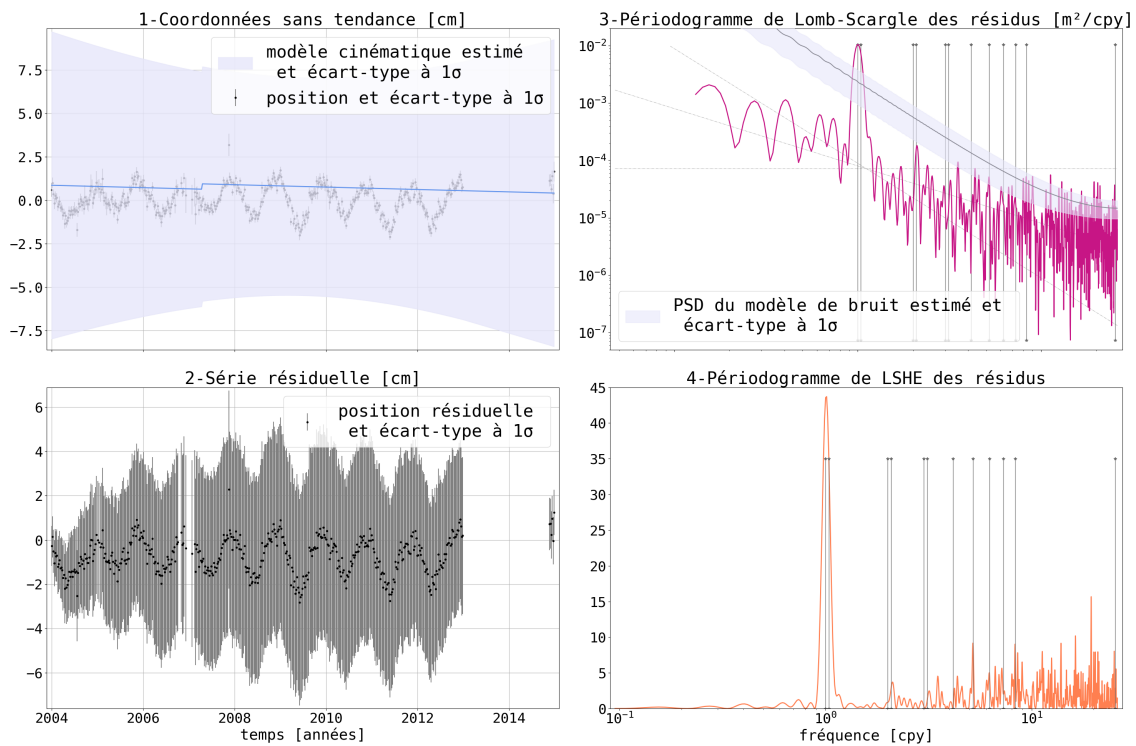 1-Coordonnées sans tendance [cm]
modèle cinématique estimé
et écart-type à 1σ
position et écart-type à 1σ
7.5
5.0
2.5
0.0
−2.5
−5.0
−7.5
3-Périodogramme de Lomb-Scargle des résidus [m²/cpy]
10⁻²
10⁻³
10⁻⁴
10⁻⁵
10⁻⁶
10⁻⁷
PSD du modèle de bruit estimé et
écart-type à 1σ
2-Série résiduelle [cm]
position résiduelle
et écart-type à 1σ
6
4
2
0
−2
−4
−6
2004 2006 2008 2010 2012 2014
temps [années]
4-Périodogramme de LSHE des résidus
45
40
35
30
25
20
15
10
5
0
10⁻¹ 10⁰ 10¹
fréquence [cpy]